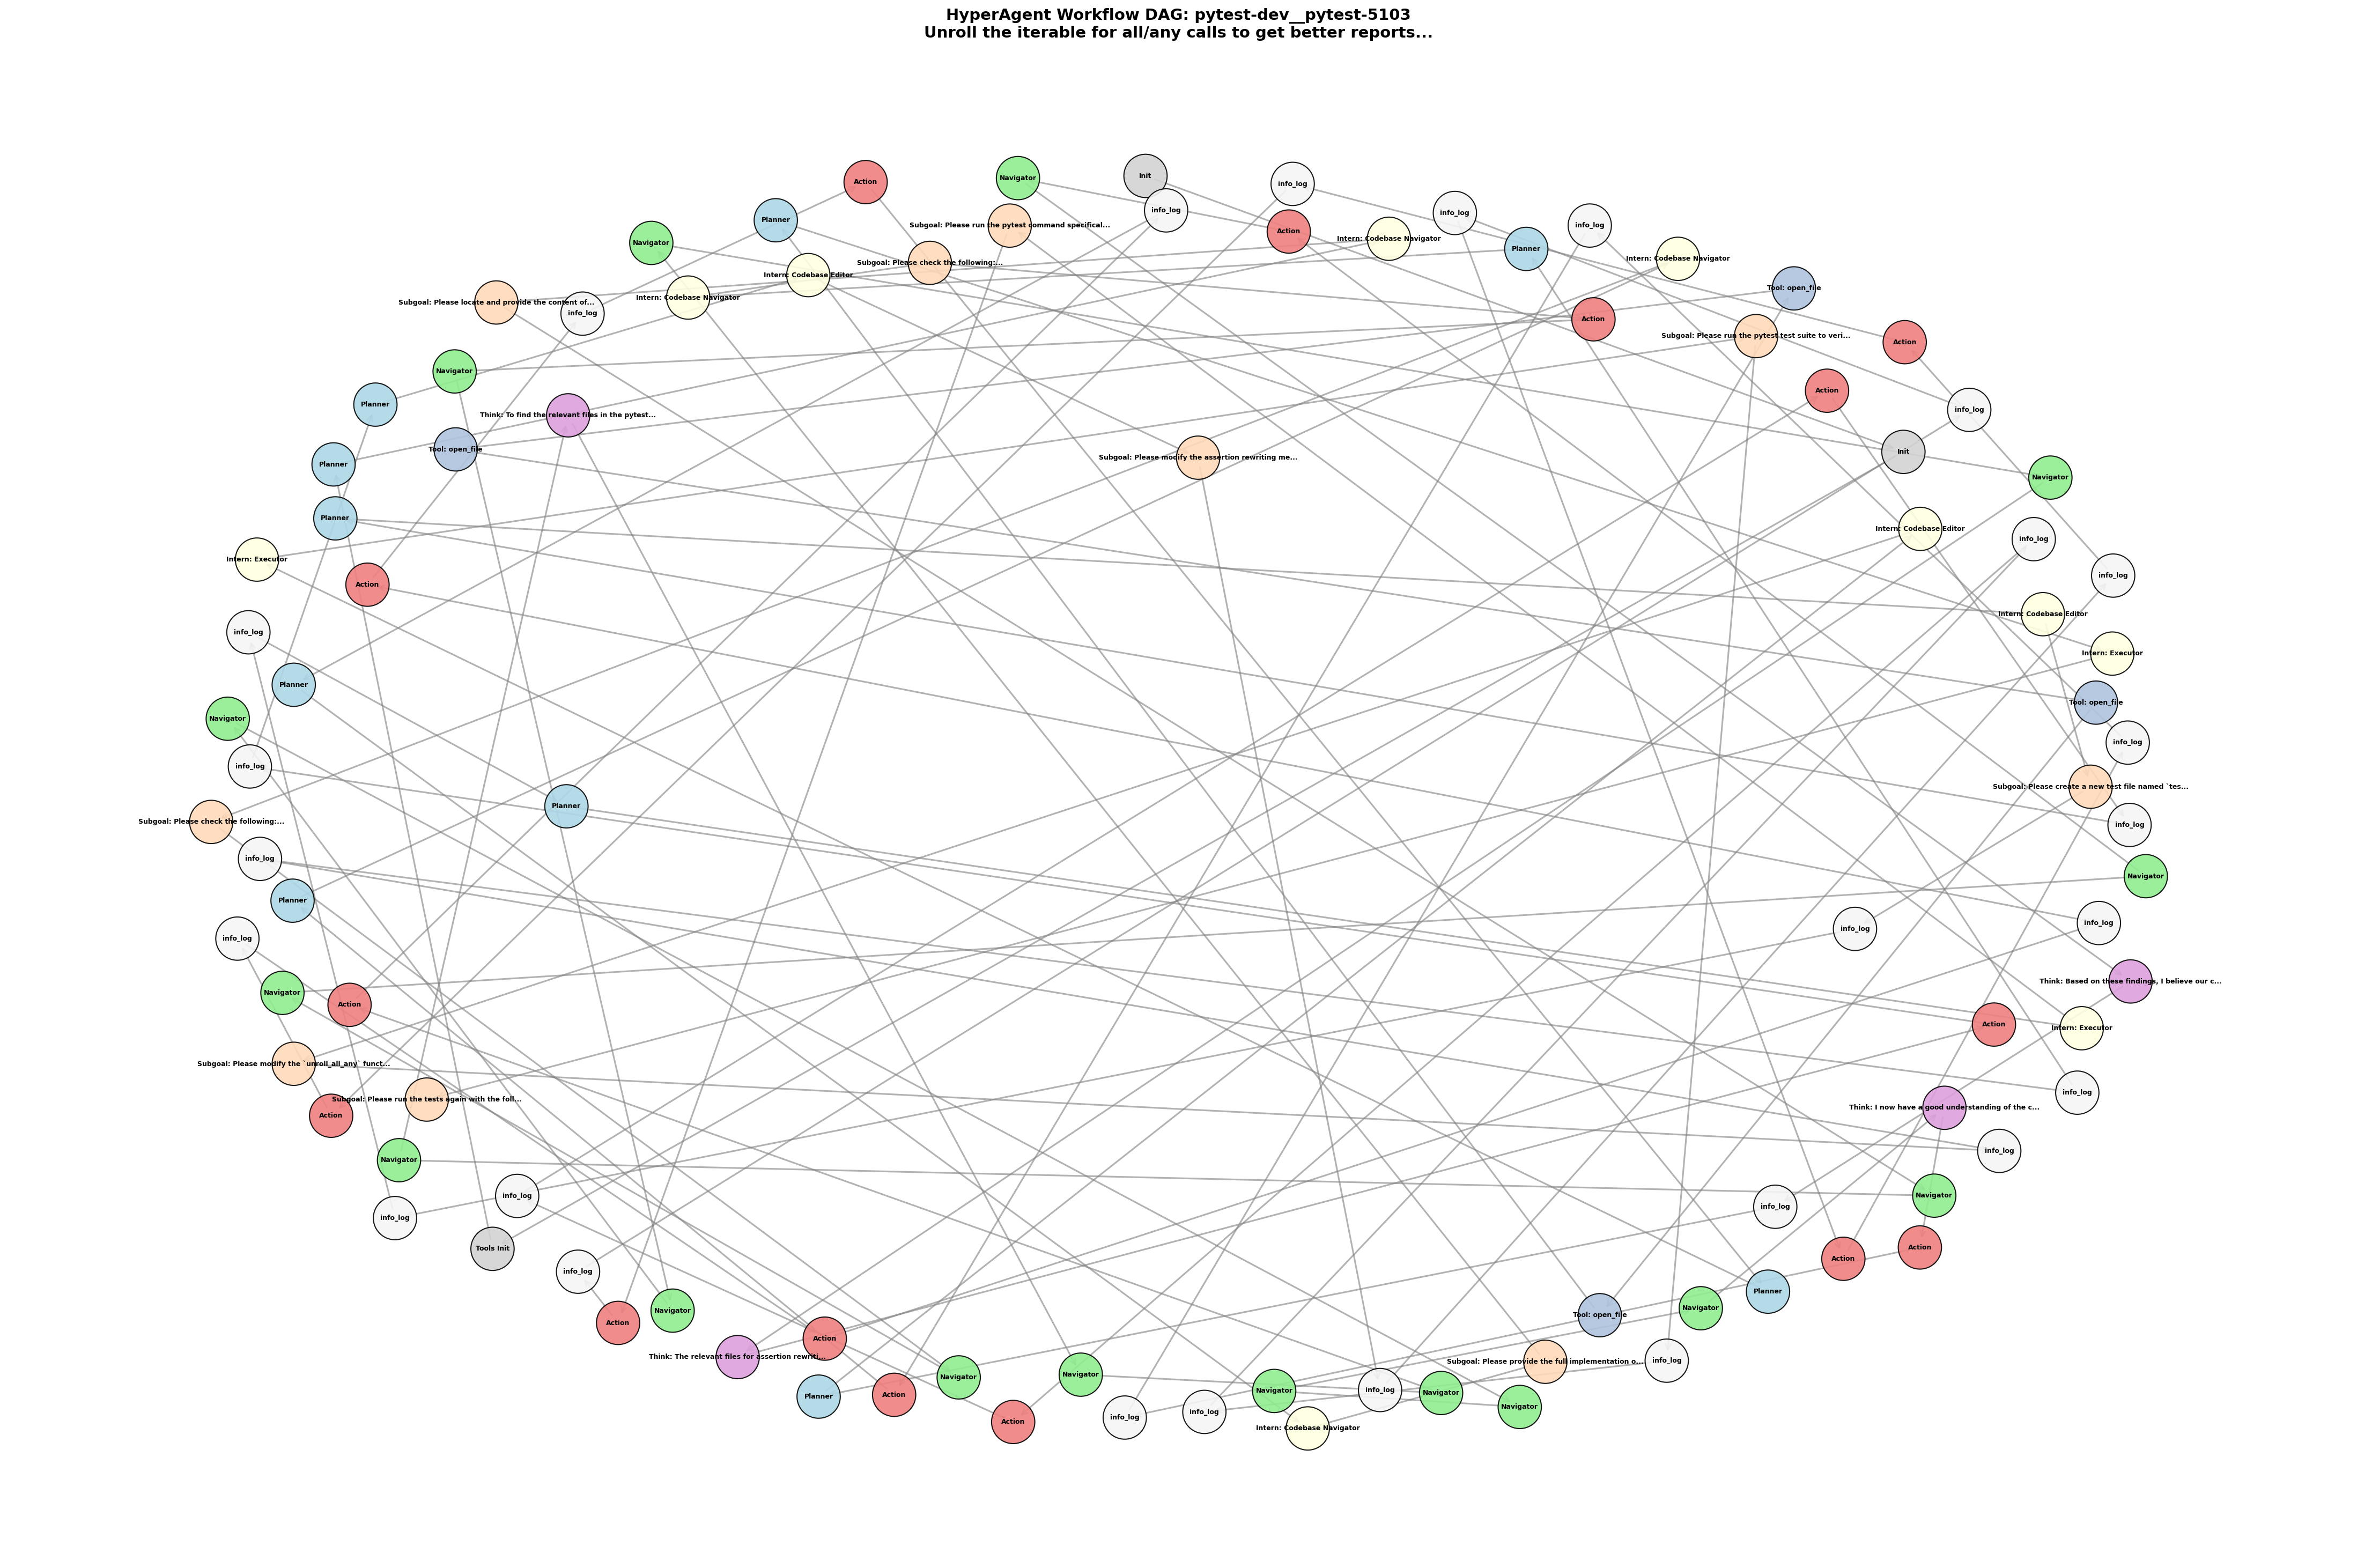 HyperAgent Workflow DAG: pytest-dev__pytest-5103
Unroll the iterable for all/any calls to get better reports...
Init
Navigator
Action
info_log
info_log
Planner
info_log
Subgoal: Please run the pytest command specifical...
info_log
Action
Intern: Codebase Navigator
Navigator
Planner
Intern: Codebase Navigator
Subgoal: Please check the following:...
Intern: Codebase Editor
Tool: open_file
Intern: Codebase Navigator
Subgoal: Please locate and provide the content of...
info_log
Action
Subgoal: Please run the pytest test suite to veri...
Action
Navigator
Action
Planner
info_log
Think: To find the relevant files in the pytest...
Tool: open_file
Init
Subgoal: Please modify the assertion rewriting me...
Planner
Navigator
Planner
Intern: Codebase Editor
info_log
Intern: Executor
info_log
Action
Intern: Codebase Editor
info_log
Intern: Executor
Planner
Tool: open_file
Navigator
info_log
info_log
Subgoal: Please create a new test file named `tes...
Planner
Subgoal: Please check the following:...
info_log
info_log
Navigator
Planner
info_log
info_log
info_log
Think: Based on these findings, I believe our c...
Navigator
Action
Action
Intern: Executor
Subgoal: Please modify the `unroll_all_any` funct...
info_log
Subgoal: Please run the tests again with the foll...
Think: I now have a good understanding of the c...
Action
info_log
Navigator
Navigator
info_log
info_log
info_log
Action
Tools Init
Action
info_log
Planner
Navigator
Navigator
Tool: open_file
Action
Action
Think: The relevant files for assertion rewriti...
info_log
Subgoal: Please provide the full implementation o...
Navigator
Navigator
info_log
Navigator
Navigator
Action
Planner
Navigator
info_log
info_log
Action
Intern: Codebase Navigator